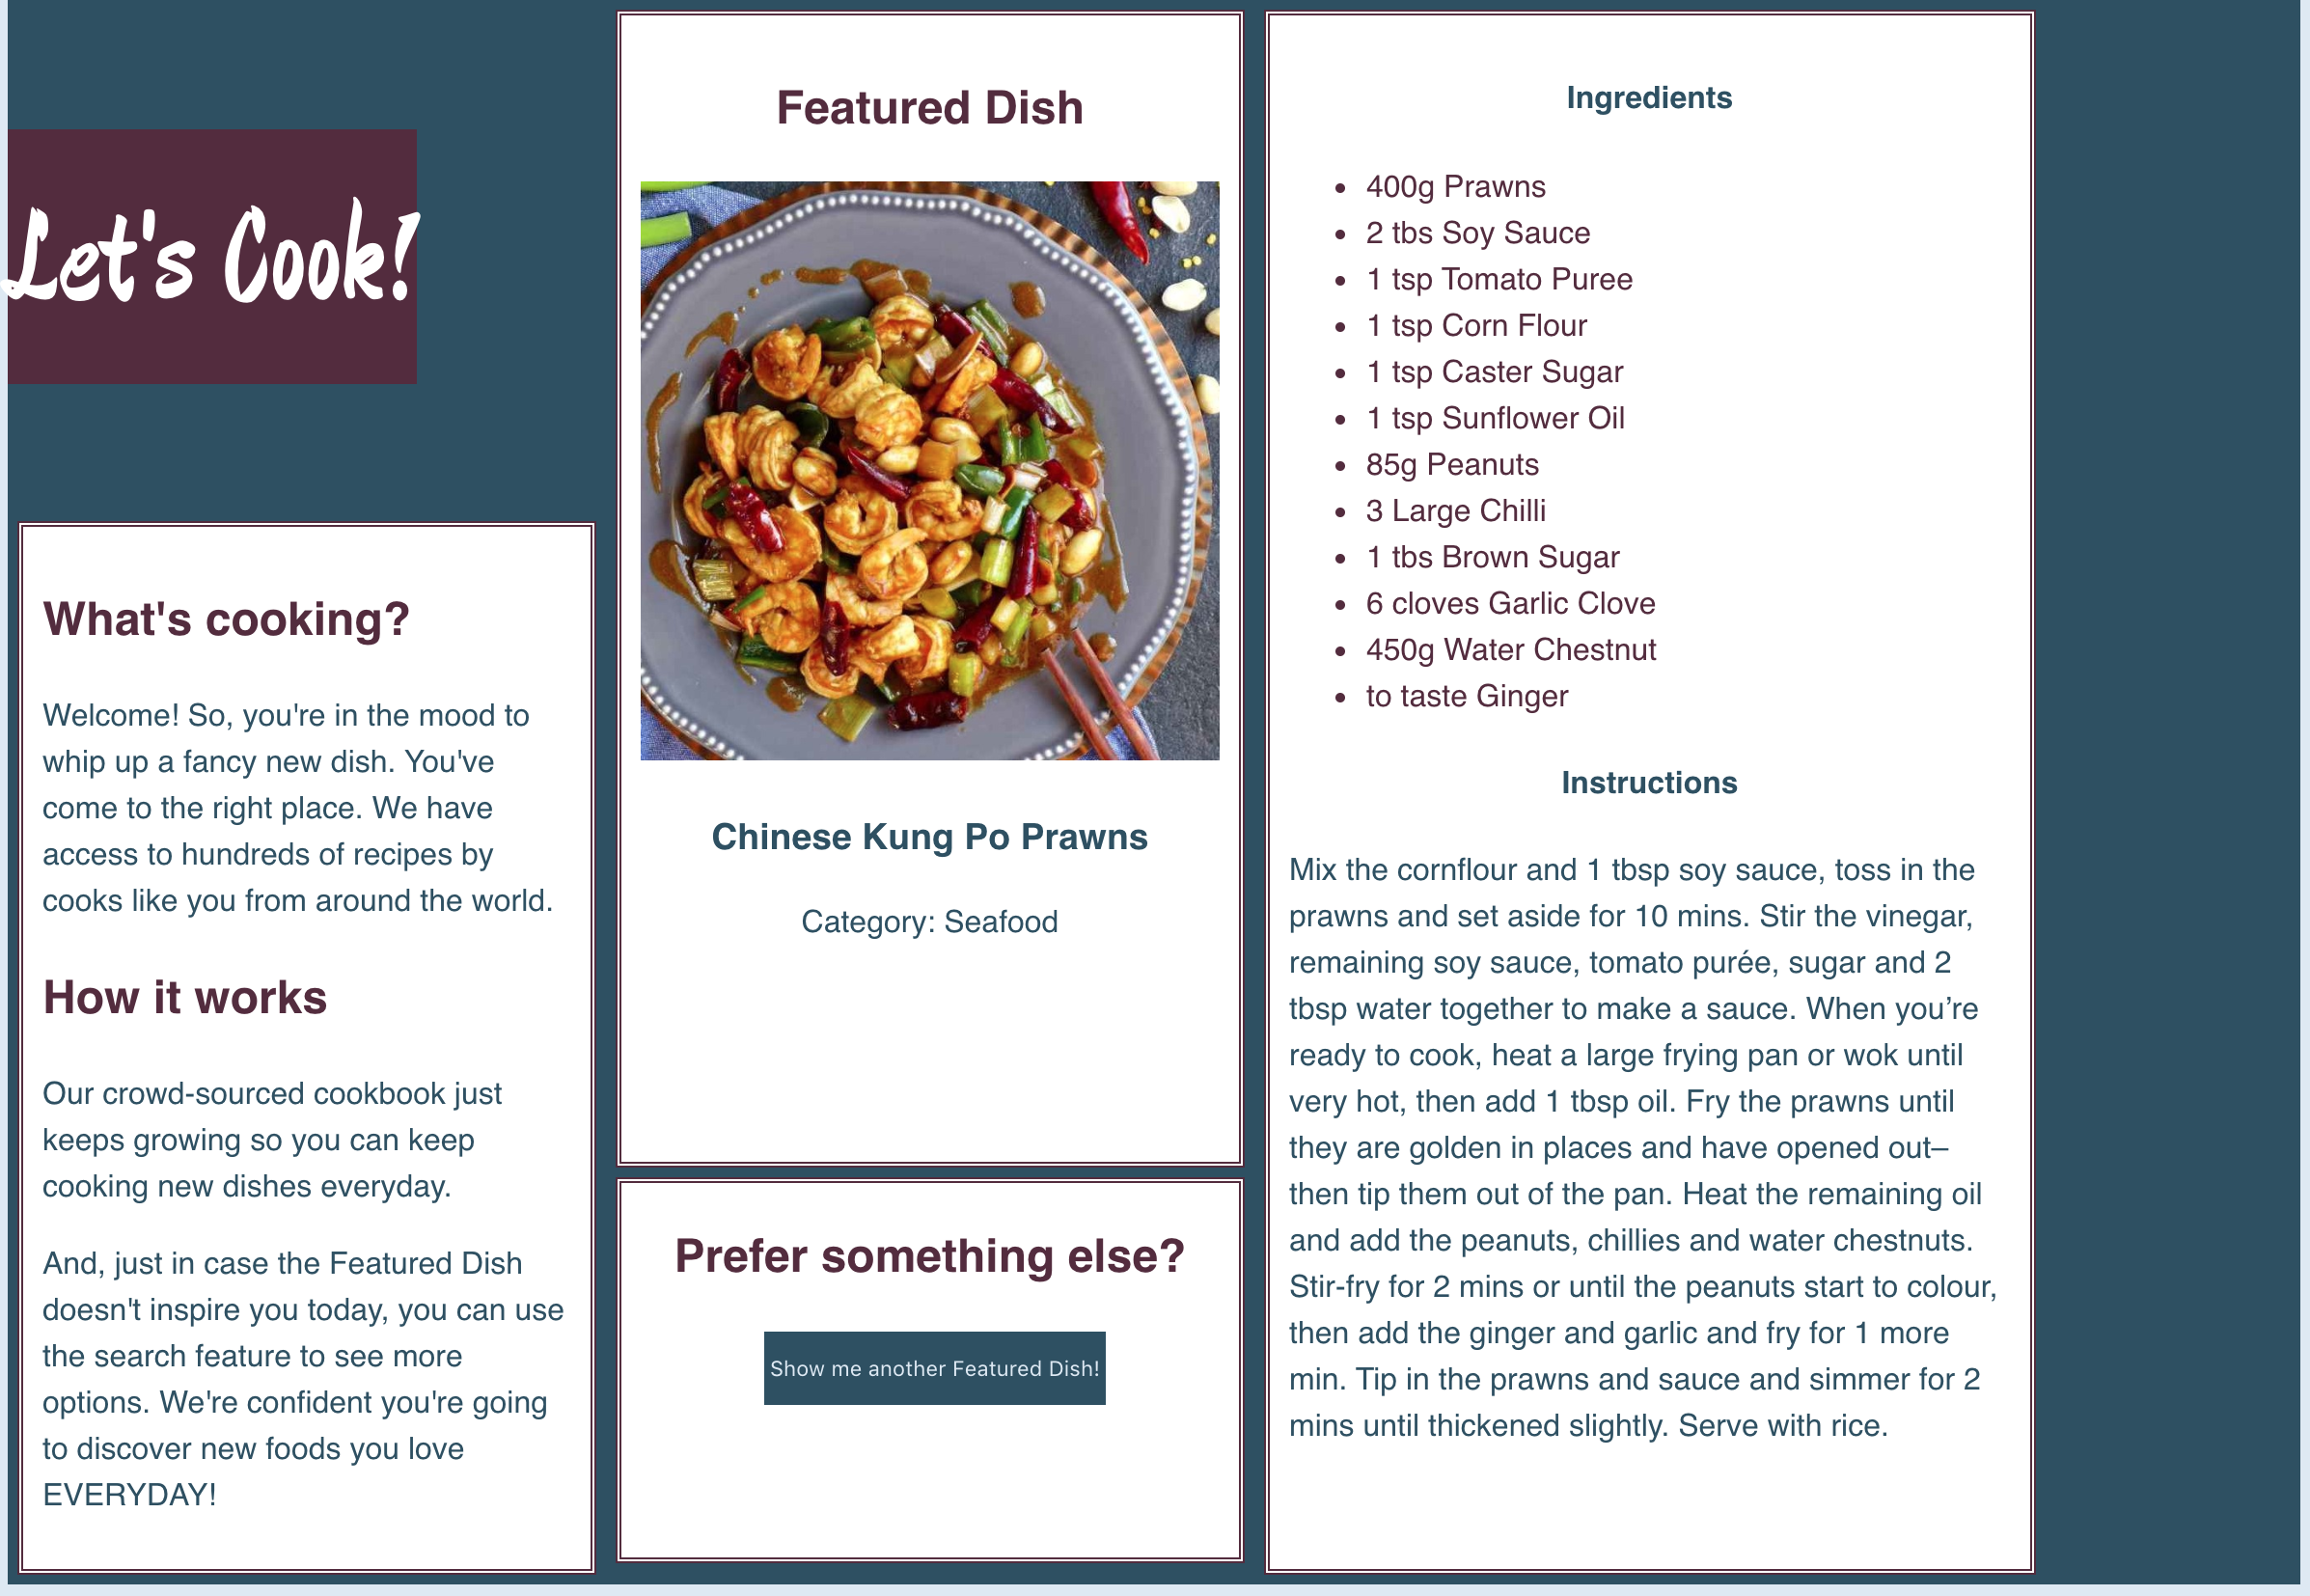 Let's Cook!
What's cooking?
Welcome! So, you're in the mood to
whip up a fancy new dish. You've
come to the right place. We have
access to hundreds of recipes by
cooks like you from around the world.
How it works
Our crowd-sourced cookbook just
keeps growing so you can keep
cooking new dishes everyday.
And, just in case the Featured Dish
doesn't inspire you today, you can use
the search feature to see more
options. We're confident you're going
to discover new foods you love
EVERYDAY!
Featured Dish
Chinese Kung Po Prawns
Category: Seafood
Prefer something else?
Show me another Featured Dish!
Ingredients
• 400g Prawns
• 2 tbs Soy Sauce
• 1 tsp Tomato Puree
• 1 tsp Corn Flour
• 1 tsp Caster Sugar
• 1 tsp Sunflower Oil
• 85g Peanuts
• 3 Large Chilli
• 1 tbs Brown Sugar
• 6 cloves Garlic Clove
• 450g Water Chestnut
• to taste Ginger
Instructions
Mix the cornflour and 1 tbsp soy sauce, toss in the
prawns and set aside for 10 mins. Stir the vinegar,
remaining soy sauce, tomato purée, sugar and 2
tbsp water together to make a sauce. When you’re
ready to cook, heat a large frying pan or wok until
very hot, then add 1 tbsp oil. Fry the prawns until
they are golden in places and have opened out–
then tip them out of the pan. Heat the remaining oil
and add the peanuts, chillies and water chestnuts.
Stir-fry for 2 mins or until the peanuts start to colour,
then add the ginger and garlic and fry for 1 more
min. Tip in the prawns and sauce and simmer for 2
mins until thickened slightly. Serve with rice.